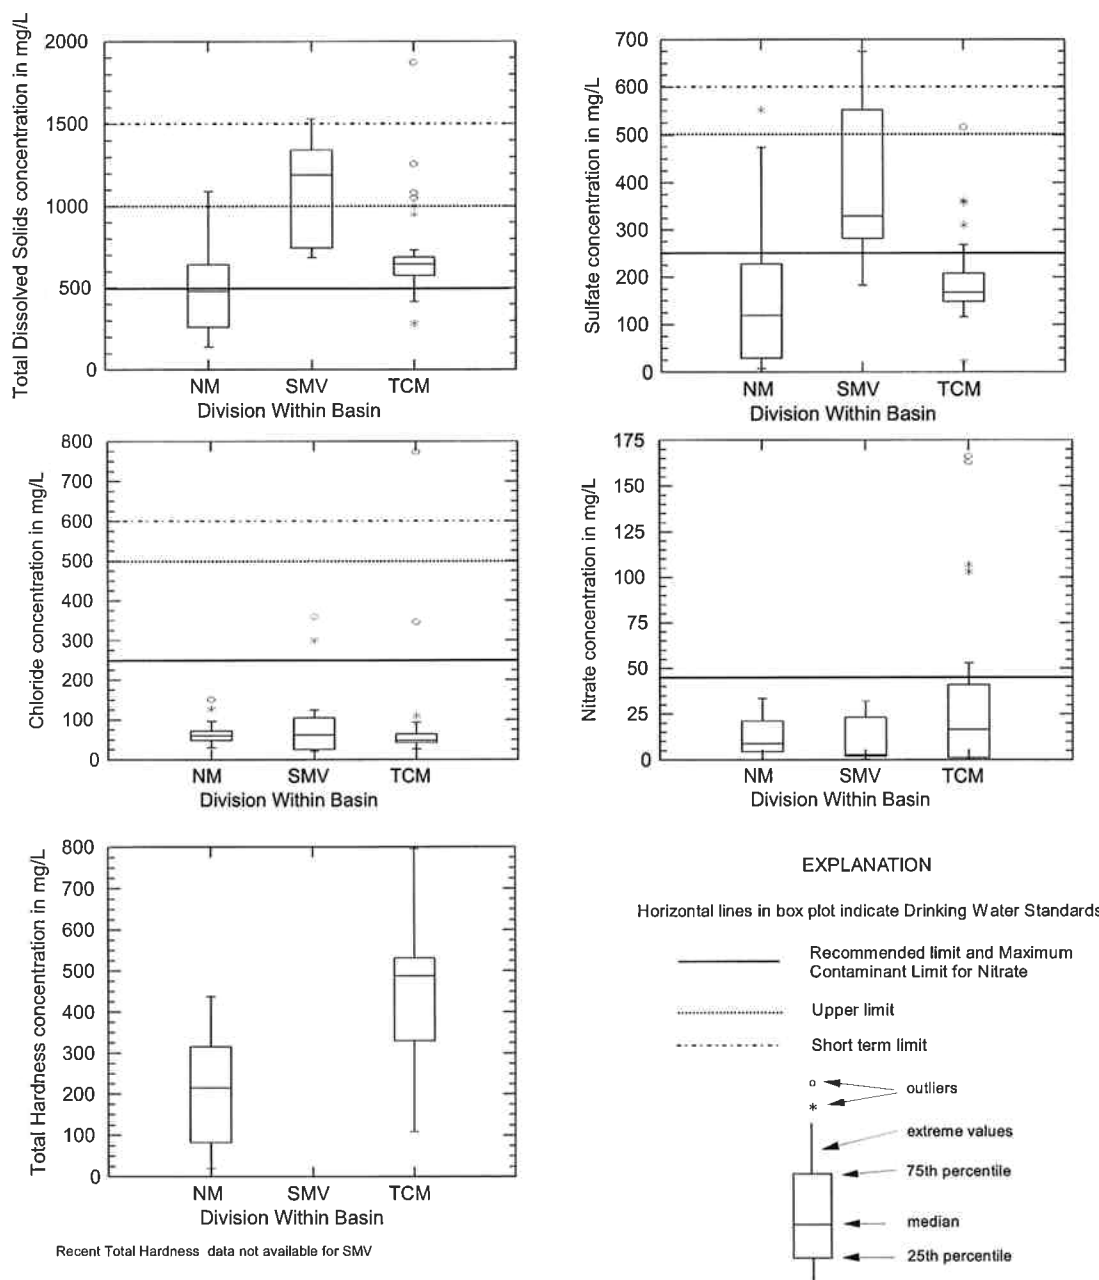 Total Dissolved Solids concentration in mg/L
2000
1500
1000
500
0
NM SMV TCM
Division Within Basin
Sulfate concentration in mg/L
700
600
500
400
300
200
100
0
NM SMV TCM
Division Within Basin
Chloride concentration in mg/L
800
700
600
500
400
300
200
100
0
NM SMV TCM
Division Within Basin
Nitrate concentration in mg/L
175
150
125
100
75
50
25
0
NM SMV TCM
Division Within Basin
Total Hardness concentration in mg/L
800
700
600
500
400
300
200
100
0
NM SMV TCM
Division Within Basin
Recent Total Hardness data not available for SMV
EXPLANATION
Horizontal lines in box plot indicate Drinking Water Standards
Recommended limit and Maximum
Contaminant Limit for Nitrate
Upper limit
Short term limit
outliers
extreme values
75th percentile
median
25th percentile